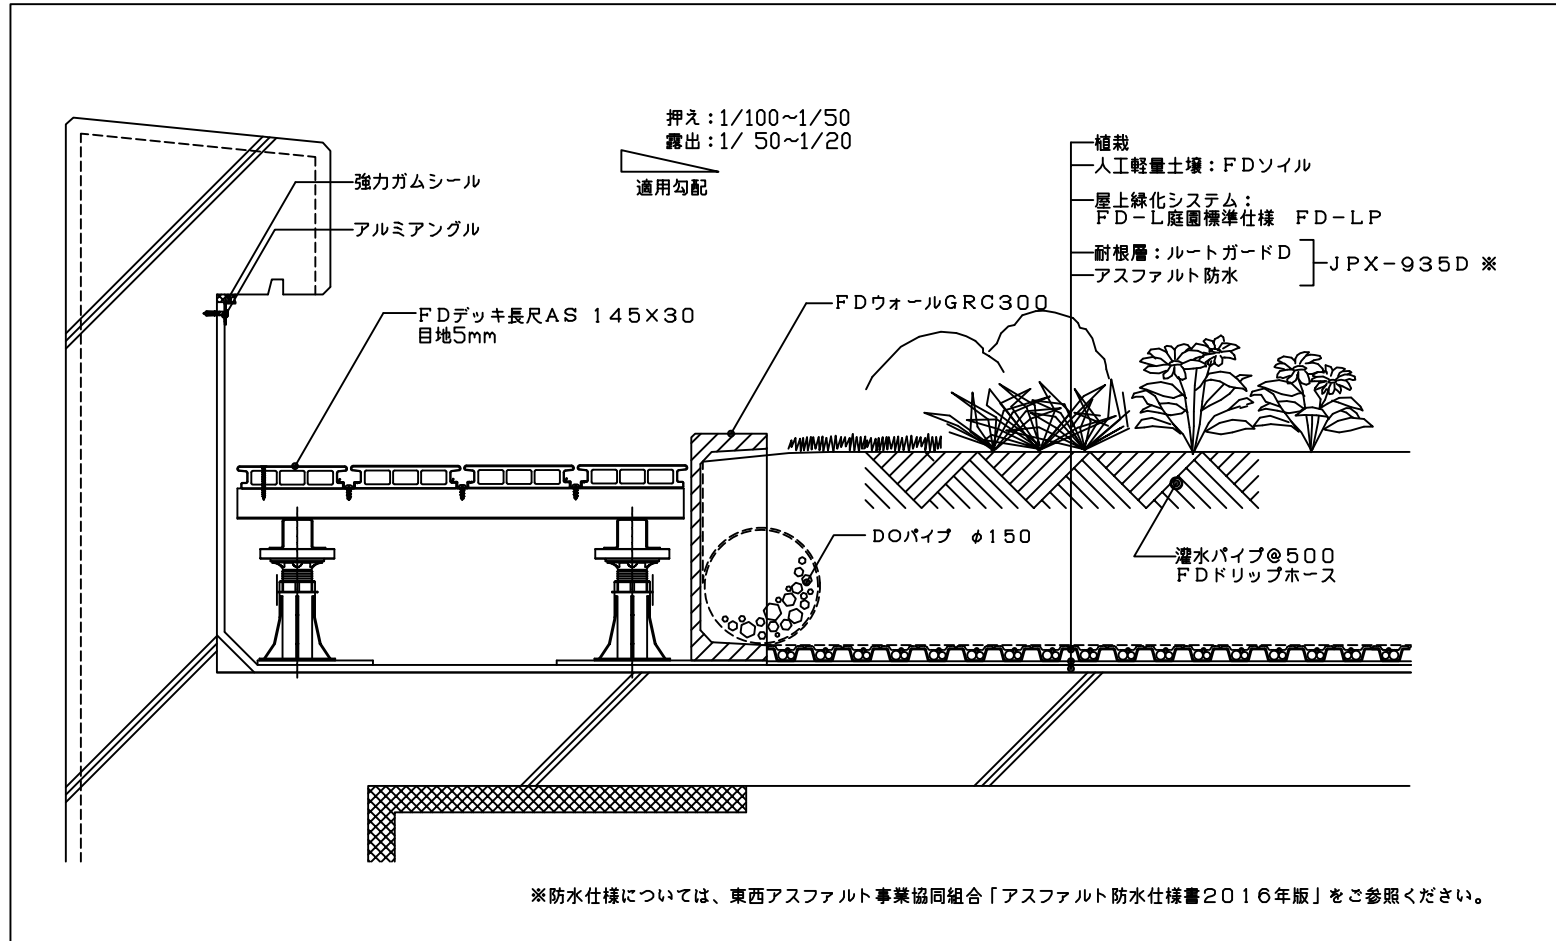 押え：1/100～1/50
露出：1/ 50～1/20
適用勾配
強力ガムシール
アルミアングル
FDデッキ長尺AS 145×30
目地5mm
FDウォールGRC300
植栽
人工軽量土壌：FDソイル
屋上緑化システム：
FD-L庭園標準仕様 FD-LP
耐根層：ルートガードD
アスファルト防水
JPX-935D ※
DOパイプ φ150
灌水パイプ@500
FDドリップホース
※防水仕様については、東西アスファルト事業協同組合「アスファルト防水仕様書2016年版」をご参照ください。